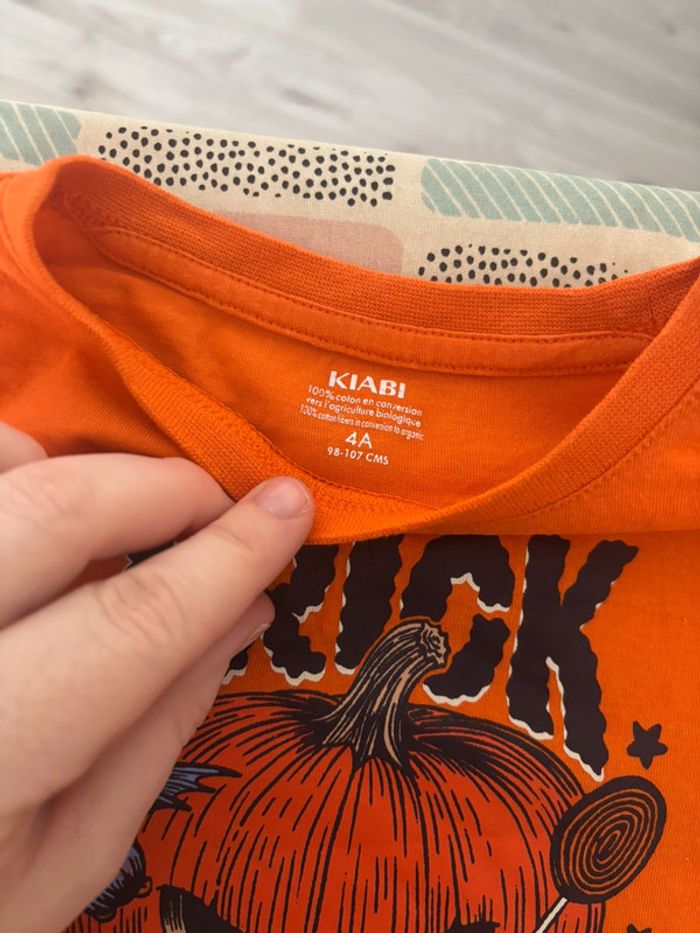 KIABI
100% coton en conversion
vers l'agriculture biologique
100% cotton fibers in conversion to organic
4A
98-107 CMS
TRICK